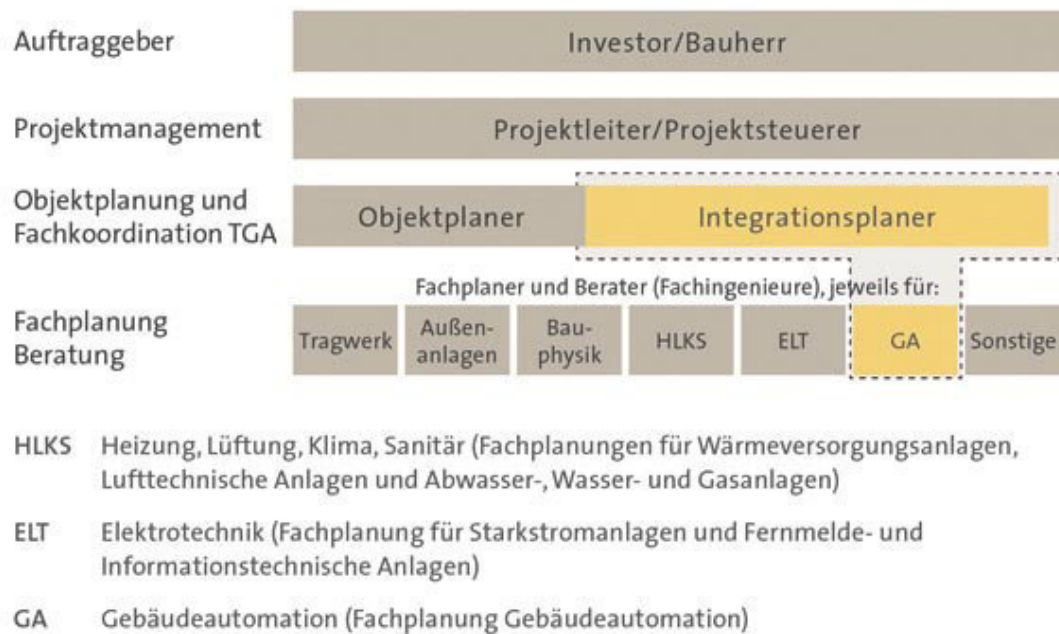 Auftraggeber
Investor/Bauherr
Projektmanagement
Projektleiter/Projektsteuerer
Objektplanung und
Fachkoordination TGA
Objektplaner
Integrationsplaner
Fachplaner und Berater (Fachingenieure), jeweils für:
Fachplanung
Beratung
Tragwerk
Außen-
anlagen
Bau-
physik
HLKS
ELT
GA
Sonstige
HLKS Heizung, Lüftung, Klima, Sanitär (Fachplanungen für Wärmeversorgungsanlagen,
Lufttechnische Anlagen und Abwasser-, Wasser- und Gasanlagen)
ELT Elektrotechnik (Fachplanung für Starkstromanlagen und Fernmelde- und
Informationstechnische Anlagen)
GA Gebäudeautomation (Fachplanung Gebäudeautomation)